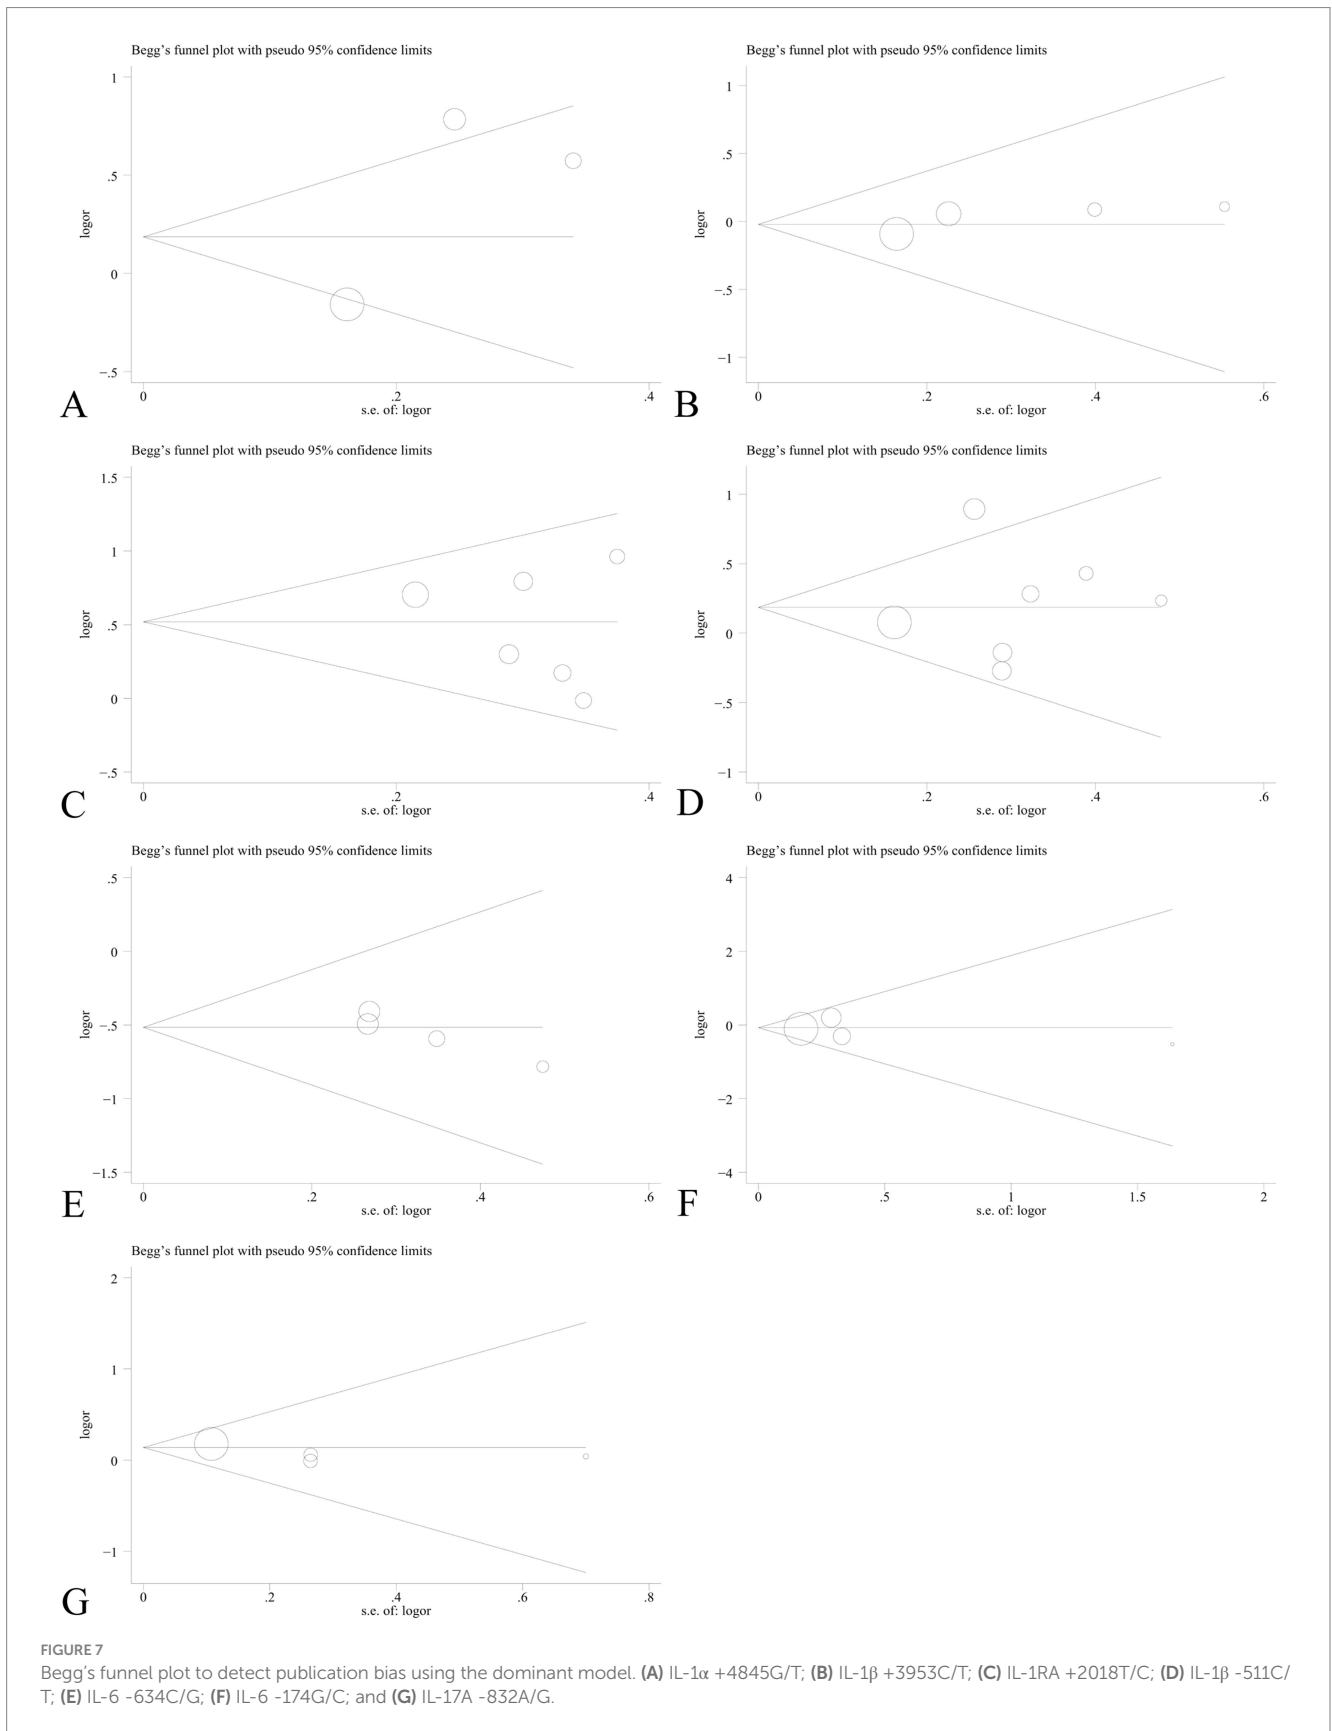 Begg's funnel plot with pseudo 95% confidence limits
1
.5
0
−.5
logor
0 .2 .4
s.e. of: logor
A
Begg's funnel plot with pseudo 95% confidence limits
1
.5
0
−.5
−1
logor
0 .2 .4 .6
s.e. of: logor
B
Begg's funnel plot with pseudo 95% confidence limits
1.5
1
.5
0
−.5
logor
0 .2 .4
s.e. of: logor
C
Begg's funnel plot with pseudo 95% confidence limits
1
.5
0
−.5
−1
logor
0 .2 .4 .6
s.e. of: logor
D
Begg's funnel plot with pseudo 95% confidence limits
.5
0
−.5
−1
−1.5
logor
0 .2 .4 .6
s.e. of: logor
E
Begg's funnel plot with pseudo 95% confidence limits
4
2
0
−2
−4
logor
0 .5 1 1.5 2
s.e. of: logor
F
Begg's funnel plot with pseudo 95% confidence limits
2
1
0
−1
logor
0 .2 .4 .6 .8
s.e. of: logor
G
FIGURE 7
Begg's funnel plot to detect publication bias using the dominant model. (A) IL-1α +4845G/T; (B) IL-1β +3953C/T; (C) IL-1RA +2018T/C; (D) IL-1β -511C/
T; (E) IL-6 -634C/G; (F) IL-6 -174G/C; and (G) IL-17A -832A/G.